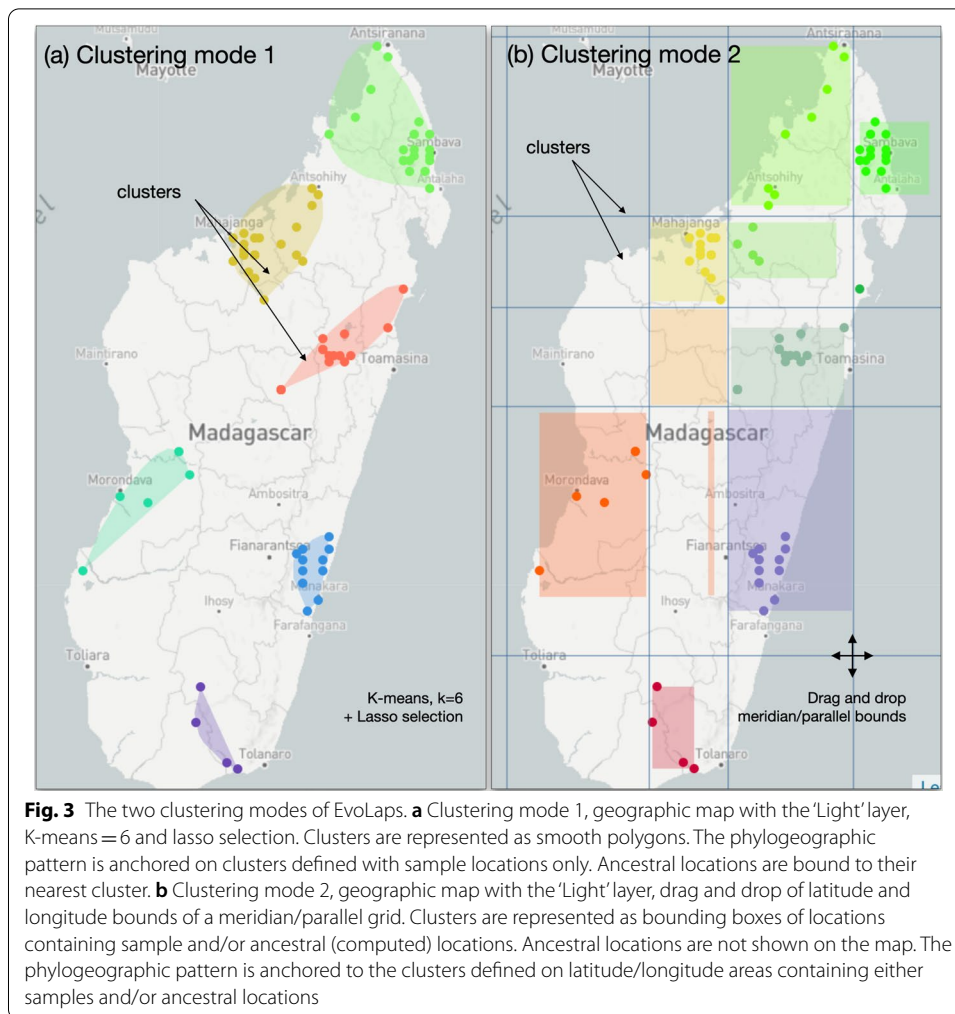 Mutsamudu
Antsiranana
(a) Clustering mode 1
Mayotte
clusters
Sambava
Antalaha
Antsohihy
Mahajanga
el
Maintirano
Toamasina
Madagascar
Morondava
Ambositra
Fianarantsoa
Manakara
Ihosy
Farafangana
Toliara
K-means, k=6
+ Lasso selection
Tolanaro
Mutsamudu
Antsiranana
(b) Clustering mode 2
Mayotte
clusters
Sambava
Antsohihy
Antalaha
Mahajanga
el
Maintirano
Toamasina
Madagascar
Morondava
Ambositra
Fianarantsoa
Manakara
Ihosy
Farafangana
Toliara
Drag and drop
meridian/parallel bounds
Tolanaro
Le
Fig. 3 The two clustering modes of EvoLaps. a Clustering mode 1, geographic map with the ‘Light’ layer,
K-means = 6 and lasso selection. Clusters are represented as smooth polygons. The phylogeographic
pattern is anchored on clusters defined with sample locations only. Ancestral locations are bound to their
nearest cluster. b Clustering mode 2, geographic map with the ‘Light’ layer, drag and drop of latitude and
longitude bounds of a meridian/parallel grid. Clusters are represented as bounding boxes of locations
containing sample and/or ancestral (computed) locations. Ancestral locations are not shown on the map. The
phylogeographic pattern is anchored to the clusters defined on latitude/longitude areas containing either
samples and/or ancestral locations